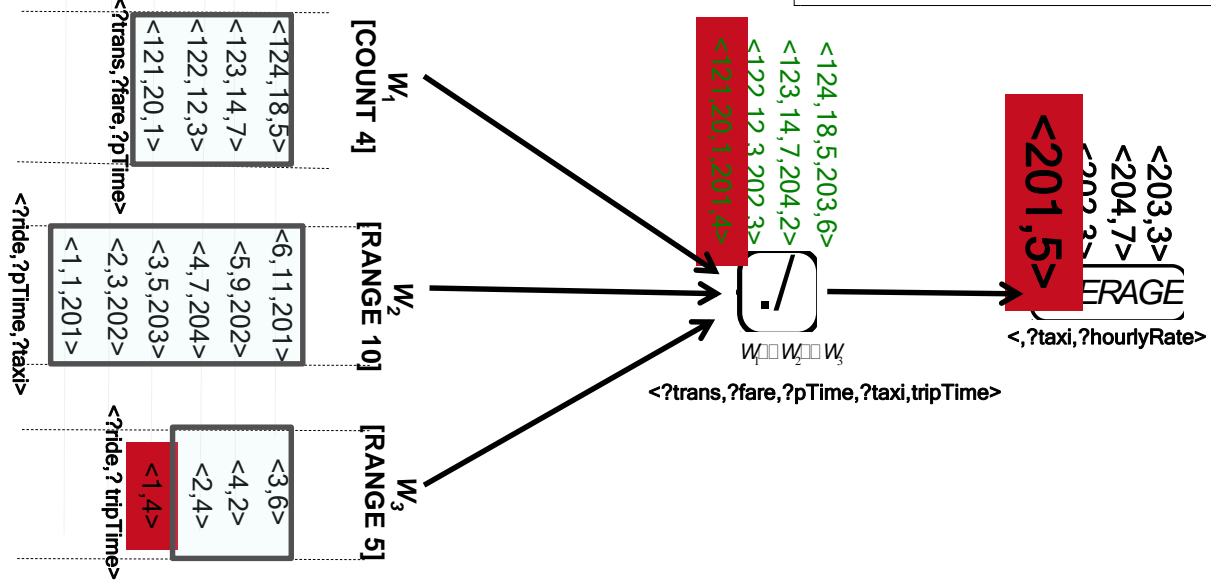 <?trans,?fare,?pTime>
<121,20,1>
<122,12,3>
<123,14,7>
<124,18,5>
W1
[COUNT 4]
<?ride,?pTime,?taxi>
<1,1,201>
<2,3,202>
<3,5,203>
<4,7,204>
<5,9,202>
<6,11,201>
W2
[RANGE 10]
<?ride,? tripTime>
<1,4>
<2,4>
<4,2>
<3,6>
W3
[RANGE 5]
<121,20,1,201,4>
<122,12,3,202,3>
<123,14,7,204,2>
<124,18,5,203,6>
./
W1□□W2□□W3
<?trans,?fare,?pTime,?taxi,tripTime>
<201,5>
<204,7>
<203,3>
ERAGE
<,?taxi,?hourlyRate>